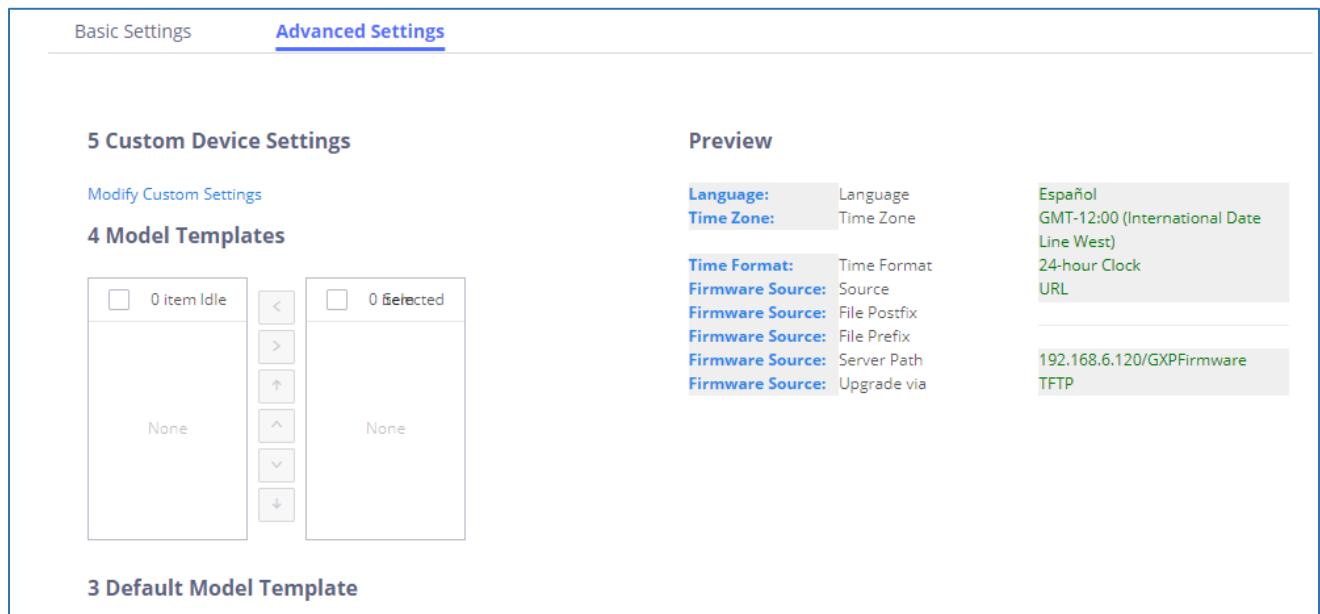 Basic Settings Advanced Settings
5 Custom Device Settings
Modify Custom Settings
4 Model Templates
0 item Idle
0 Selected
None
None
3 Default Model Template
Preview
Language: Language Español
Time Zone: Time Zone GMT-12:00 (International Date
Line West)
Time Format: Time Format 24-hour Clock
Firmware Source: Source URL
Firmware Source: File Postfix
Firmware Source: File Prefix
Firmware Source: Server Path 192.168.6.120/GXPFirmware
Firmware Source: Upgrade via TFTP